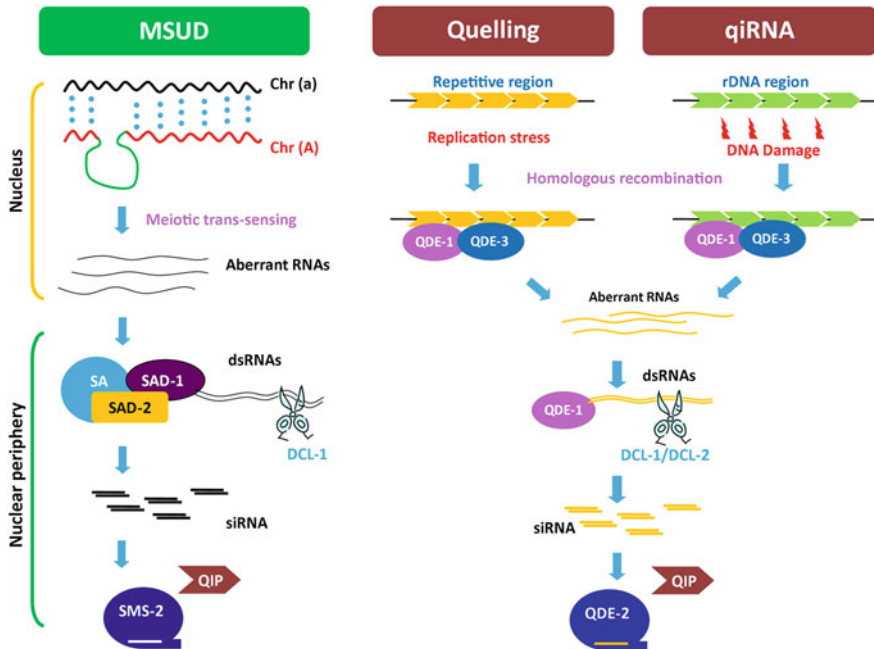 MSUD
Quelling
qiRNA
Nucleus
Chr (a)
Chr (A)
Meiotic trans-sensing
Aberrant RNAs
Repetitive region
rDNA region
Replication stress
DNA Damage
Homologous recombination
QDE-1
QDE-3
QDE-1
QDE-3
Aberrant RNAs
Nuclear periphery
SA
SAD-1
SAD-2
dsRNAs
DCL-1
siRNA
QIP
SMS-2
QDE-1
dsRNAs
DCL-1/DCL-2
siRNA
QIP
QDE-2